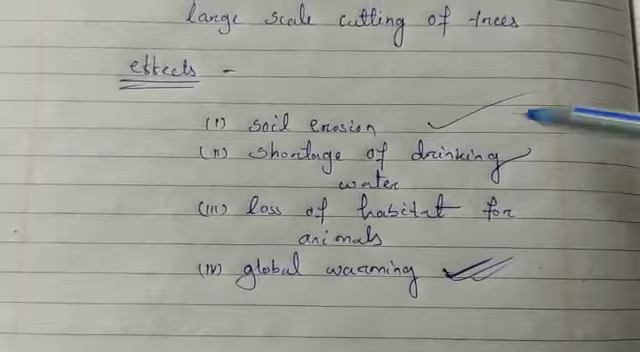 large scale cutting of trees
effects -
(i) soil erosion
(ii) shortage of drinking
water
(iii) loss of habitat for
animals
(iv) global warming